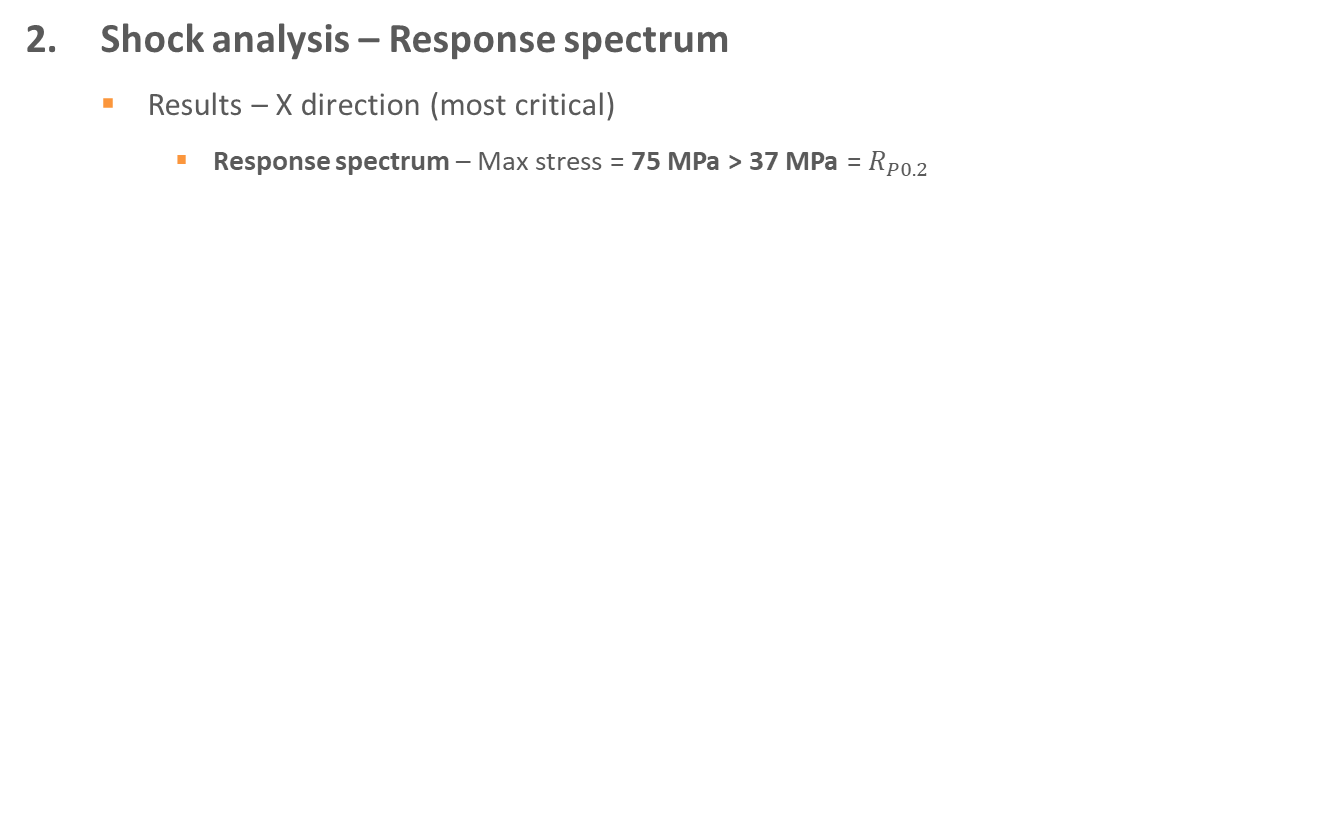 2. Shock analysis – Response spectrum
▪ Results – X direction (most critical)
▪ Response spectrum – Max stress = 75 MPa > 37 MPa = R_{P0.2}